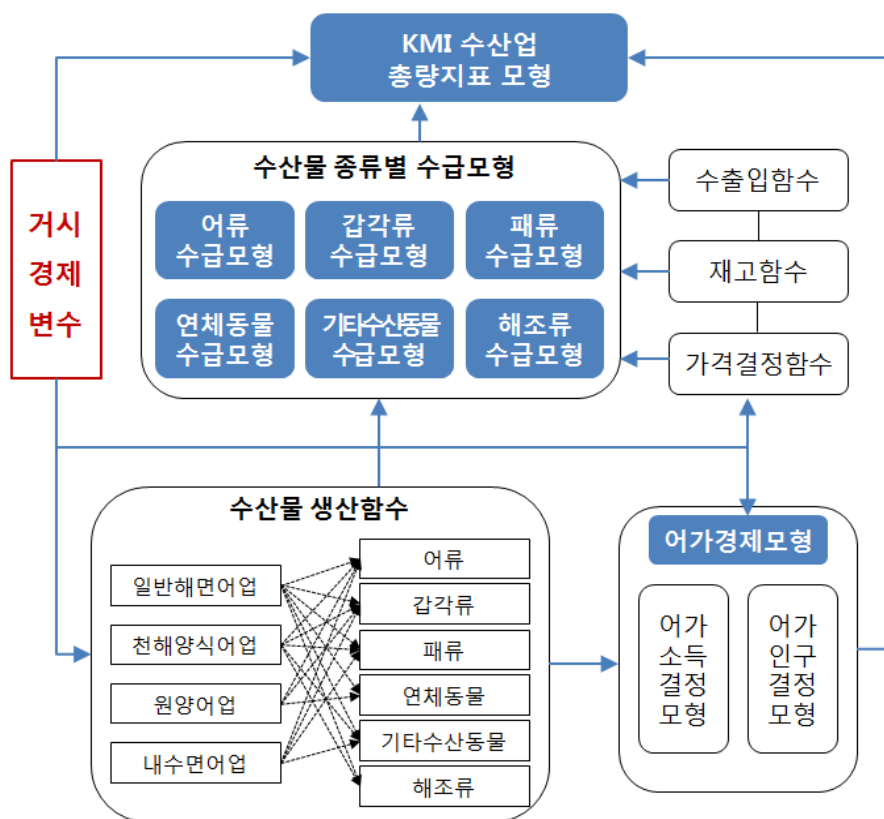 KMI 수산업
총량지표 모형
거시
경제
변수
수산물 종류별 수급모형
어류
수급모형
갑각류
수급모형
패류
수급모형
연체동물
수급모형
기타수산동물
수급모형
해조류
수급모형
수출입함수
재고함수
가격결정함수
수산물 생산함수
일반해면어업
천해양식어업
원양어업
내수면어업
어류
갑각류
패류
연체동물
기타수산동물
해조류
어가경제모형
어가
소득
결정
모형
어가
인구
결정
모형